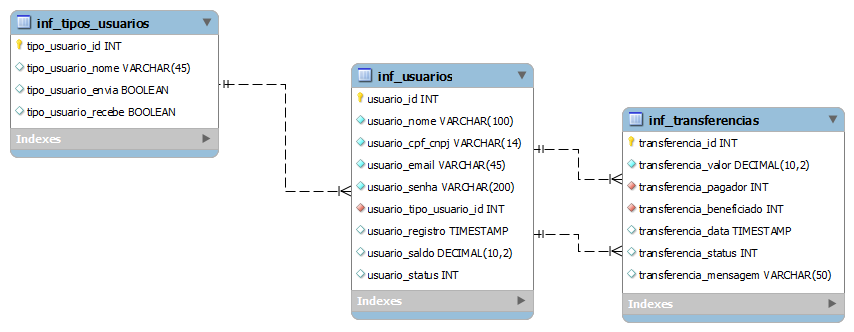 inf_tipos_usuarios
tipo_usuario_id INT
tipo_usuario_nome VARCHAR(45)
tipo_usuario_envia BOOLEAN
tipo_usuario_recebe BOOLEAN
Indexes
inf_usuarios
usuario_id INT
usuario_nome VARCHAR(100)
usuario_cpf_cnpj VARCHAR(14)
usuario_email VARCHAR(45)
usuario_senha VARCHAR(200)
usuario_tipo_usuario_id INT
usuario_registro TIMESTAMP
usuario_saldo DECIMAL(10,2)
usuario_status INT
Indexes
inf_transferencias
transferencia_id INT
transferencia_valor DECIMAL(10,2)
transferencia_pagador INT
transferencia_beneficiado INT
transferencia_data TIMESTAMP
transferencia_status INT
transferencia_mensagem VARCHAR(50)
Indexes